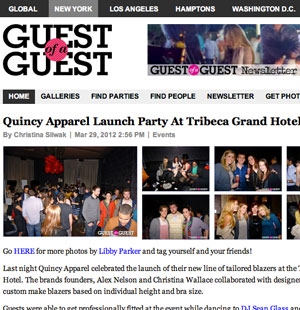 GLOBAL NEW YORK LOS ANGELES HAMPTONS WASHINGTON D.C.
GUEST
of a
GUEST
GUEST of a GUEST Newsletter
HOME GALLERIES FIND PARTIES FIND PEOPLE NEWSLETTER GET PHOT
Quincy Apparel Launch Party At Tribeca Grand Hotel
By Christina Sliwak | Mar 29, 2012 2:56 PM | Events
Go HERE for more photos by Libby Parker and tag yourself and your friends!
Last night Quincy Apparel celebrated the launch of their new line of tailored blazers at the
Hotel. The brands founders, Alex Nelson and Christina Wallace collaborated with designer
custom make blazers based on individual height and bra size.
Guests were able to get professionally fitted at the event while dancing to DJ Sean Glass and